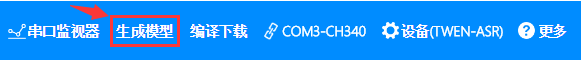 串口监视器 生成模型 编译下载 COM3-CH340 设备(TWEN-ASR) 更多